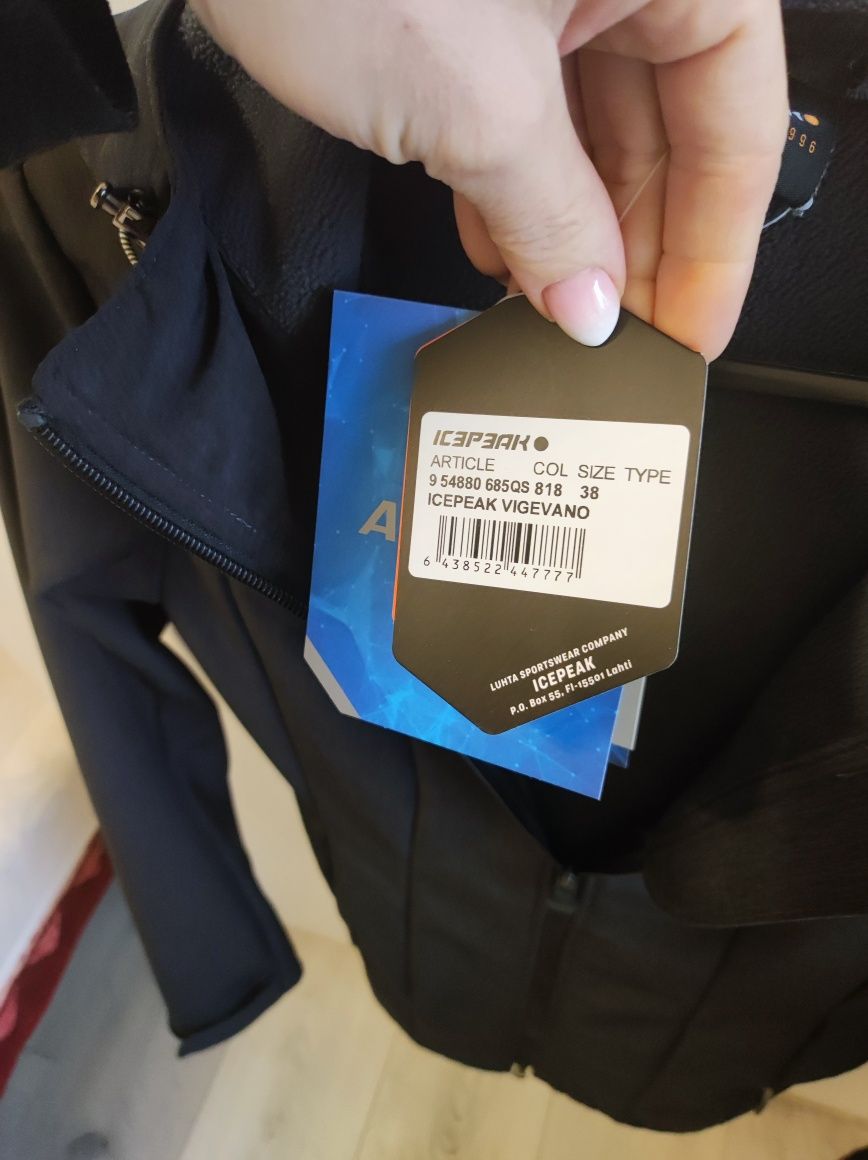 996
A
ICEPEAK
ARTICLE COL SIZE TYPE
9 54880 685QS 818 38
ICEPEAK VIGEVANO
6 438522 447777
LUHTA SPORTSWEAR COMPANY
ICEPEAK
P.O. Box 55, FI-15501 Lahti